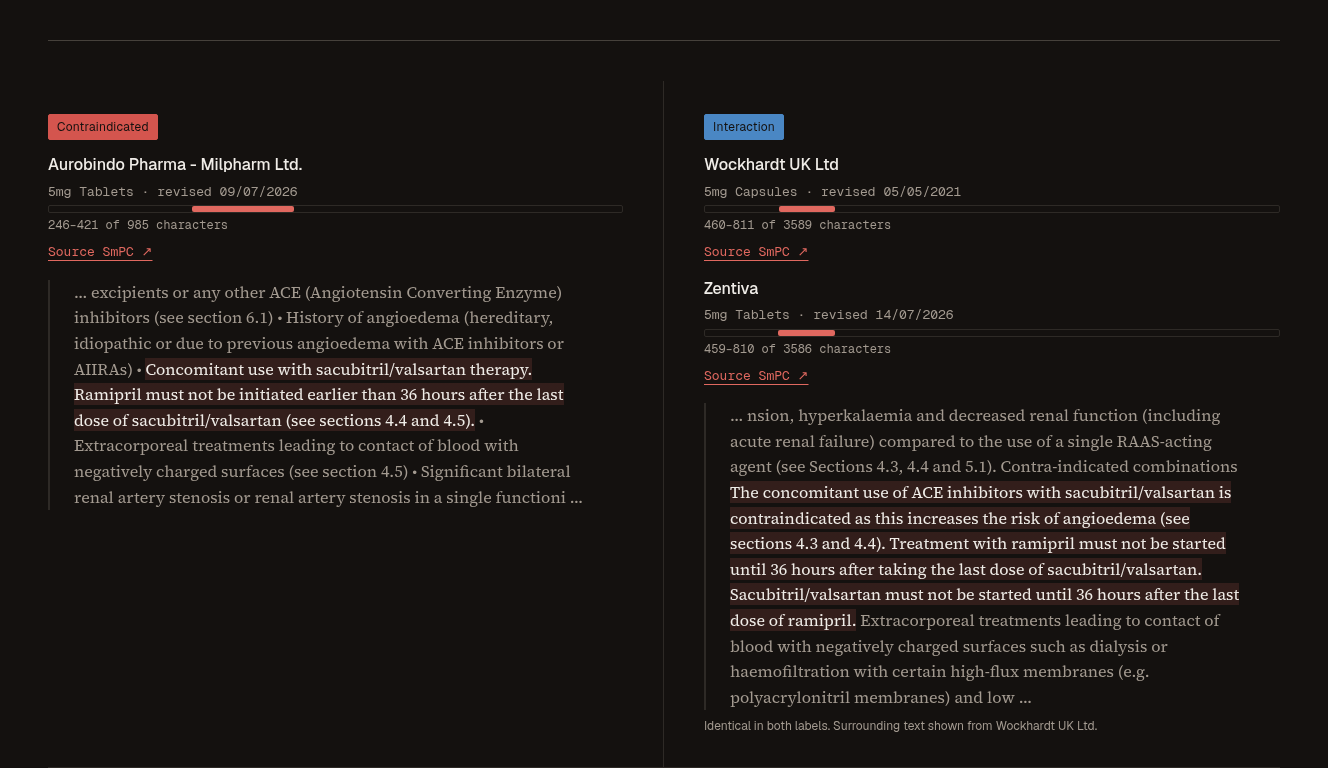 Contraindicated
Aurobindo Pharma - Milpharm Ltd.
5mg Tablets · revised 09/07/2026
246–421 of 985 characters
Source SmPC ↗
… excipients or any other ACE (Angiotensin Converting Enzyme)
inhibitors (see section 6.1) • History of angioedema (hereditary,
idiopathic or due to previous angioedema with ACE inhibitors or
AIIRAs) • Concomitant use with sacubitril/valsartan therapy.
Ramipril must not be initiated earlier than 36 hours after the last
dose of sacubitril/valsartan (see sections 4.4 and 4.5). •
Extracorporeal treatments leading to contact of blood with
negatively charged surfaces (see section 4.5) • Significant bilateral
renal artery stenosis or renal artery stenosis in a single functioni …
Interaction
Wockhardt UK Ltd
5mg Capsules · revised 05/05/2021
460–811 of 3589 characters
Source SmPC ↗
Zentiva
5mg Tablets · revised 14/07/2026
459–810 of 3586 characters
Source SmPC ↗
… nsion, hyperkalaemia and decreased renal function (including
acute renal failure) compared to the use of a single RAAS-acting
agent (see Sections 4.3, 4.4 and 5.1). Contra-indicated combinations
The concomitant use of ACE inhibitors with sacubitril/valsartan is
contraindicated as this increases the risk of angioedema (see
sections 4.3 and 4.4). Treatment with ramipril must not be started
until 36 hours after taking the last dose of sacubitril/valsartan.
Sacubitril/valsartan must not be started until 36 hours after the last
dose of ramipril. Extracorporeal treatments leading to contact of
blood with negatively charged surfaces such as dialysis or
haemofiltration with certain high-flux membranes (e.g.
polyacrylonitril membranes) and low …
Identical in both labels. Surrounding text shown from Wockhardt UK Ltd.